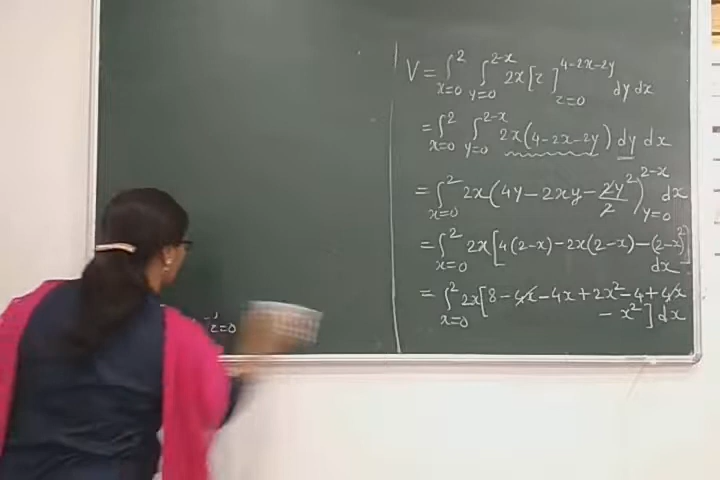 V = ∫_{x=0}^{2} ∫_{y=0}^{2-x} 2x [z]_{z=0}^{4-2x-2y} dy dx
= ∫_{x=0}^{2} ∫_{y=0}^{2-x} 2x (4-2x-2y) dy dx
= ∫_{x=0}^{2} 2x (4y - 2xy - 2y²/2)_{y=0}^{2-x} dx
= ∫_{x=0}^{2} 2x [4(2-x) - 2x(2-x) - (2-x)²] dx
= ∫_{x=0}^{2} 2x [8 - 4x - 4x + 2x² - 4 + 4x - x²] dx
z=0